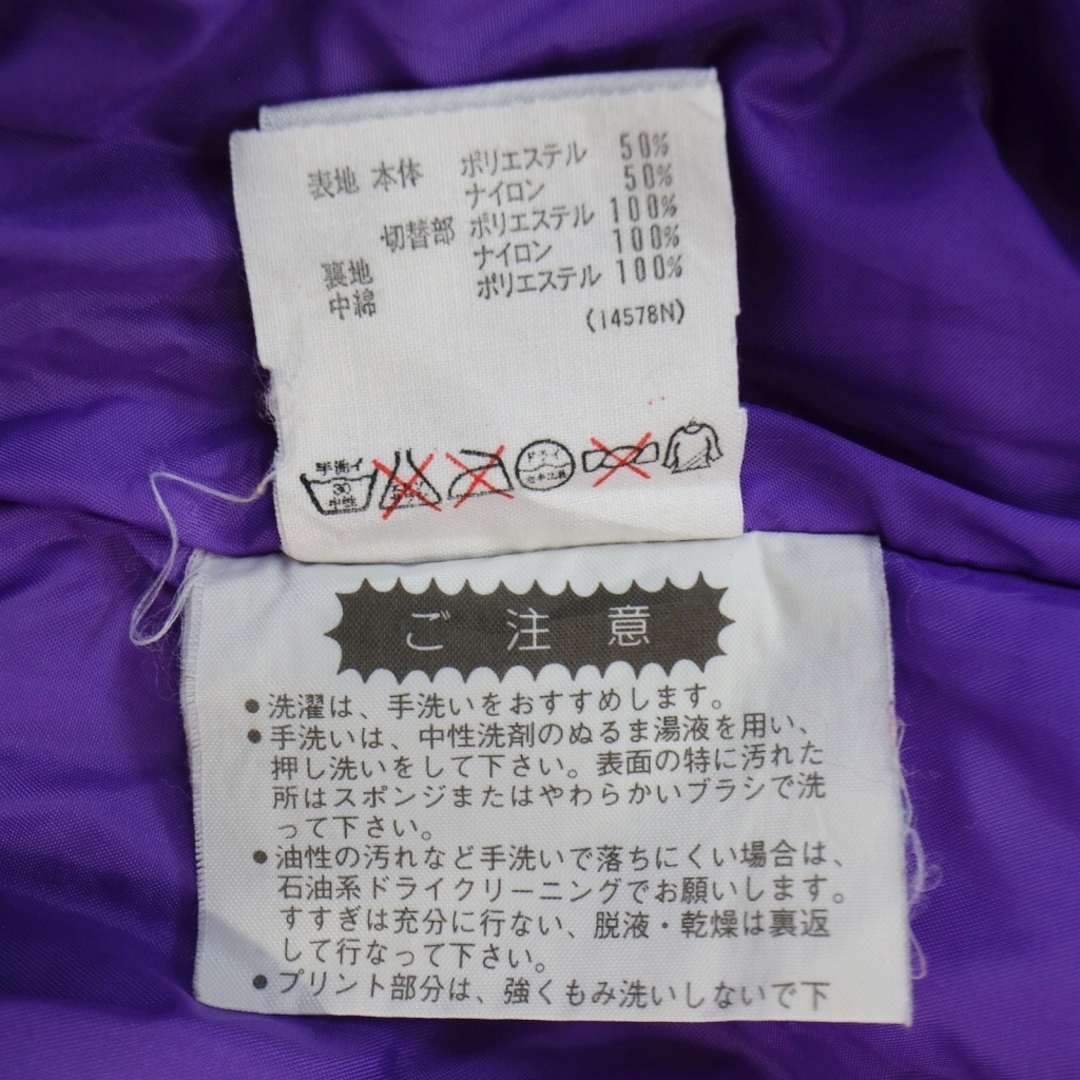 表地 本体 ポリエステル 50%
ナイロン 50%
切替部 ポリエステル 100%
裏地 ナイロン 100%
中綿 ポリエステル 100%
(14578N)
手洗イ
30
中性
ドライ
セキユ系
ご注意
●洗濯は、手洗いをおすすめします。
●手洗いは、中性洗剤のぬるま湯液を用い、
押し洗いをして下さい。表面の特に汚れた
所はスポンジまたはやわらかいブラシで洗
って下さい。
●油性の汚れなど手洗いで落ちにくい場合は、
石油系ドライクリーニングでお願いします。
すすぎは充分に行ない、脱液・乾燥は裏返
して行なって下さい。
●プリント部分は、強くもみ洗いしないで下